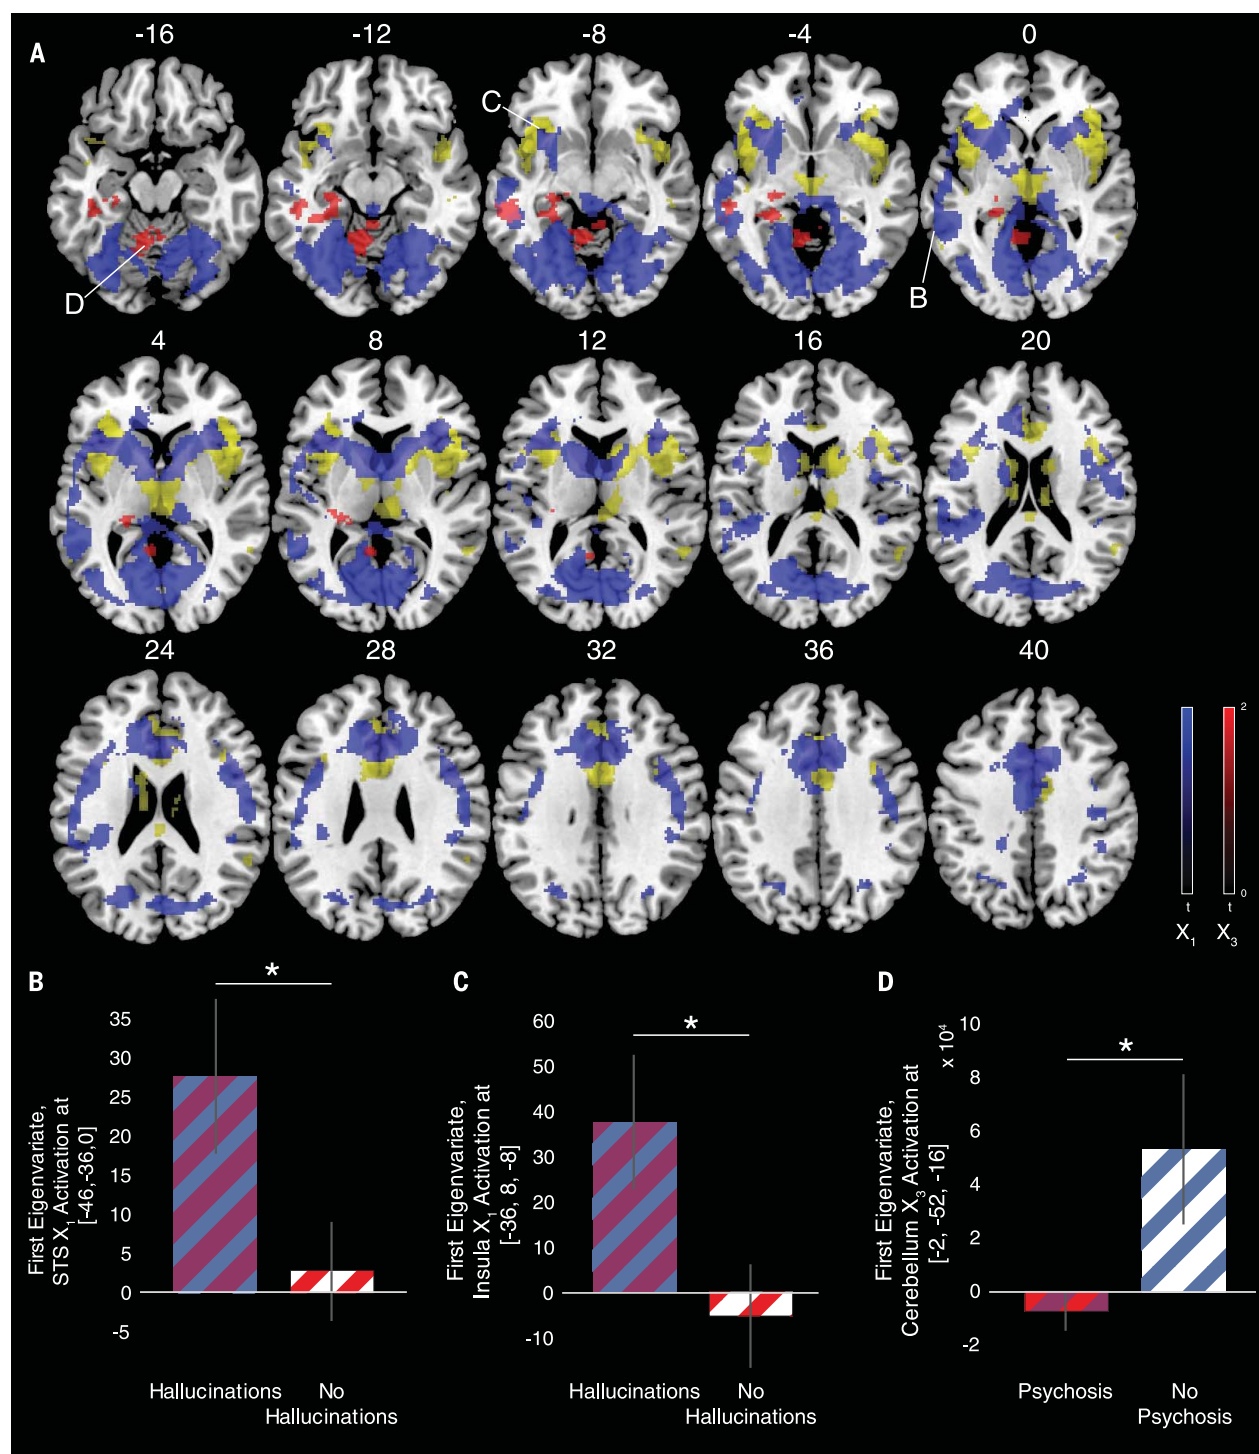 A
-16 -12 -8 -4 0
C
D
B
4 8 12 16 20
24 28 32 36 40
2
0
t t
X1 X3
B
First Eigenvariate,
STS X1 Activation at
[-46,-36,0]
35
30
25
20
15
10
5
0
-5
*
Hallucinations
No
Hallucinations
C
First Eigenvariate,
Insula X1 Activation at
[-36, 8, -8]
60
50
40
30
20
10
0
-10
*
Hallucinations
No
Hallucinations
D
First Eigenvariate,
Cerebellum X3 Activation at
[-2, -52, -16]
x 10⁴
10
8
6
4
2
0
-2
*
Psychosis
No
Psychosis